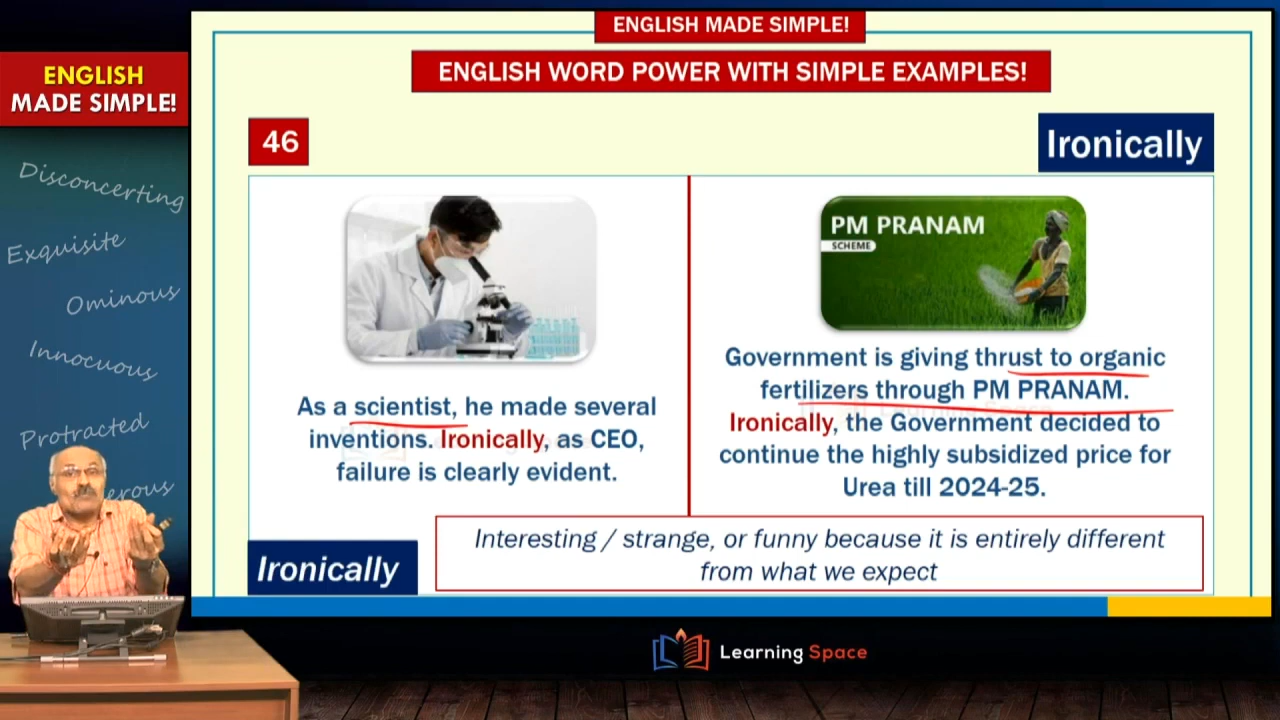 ENGLISH MADE SIMPLE!
ENGLISH WORD POWER WITH SIMPLE EXAMPLES!
ENGLISH
MADE SIMPLE!
46
Ironically
Disconcerting
Exquisite
Ominous
Innocuous
Protracted
PM PRANAM
SCHEME
As a scientist, he made several
inventions. Ironically, as CEO,
failure is clearly evident.
Government is giving thrust to organic
fertilizers through PM PRANAM.
Ironically, the Government decided to
continue the highly subsidized price for
Urea till 2024-25.
Ironically
Interesting / strange, or funny because it is entirely different
from what we expect
Learning Space